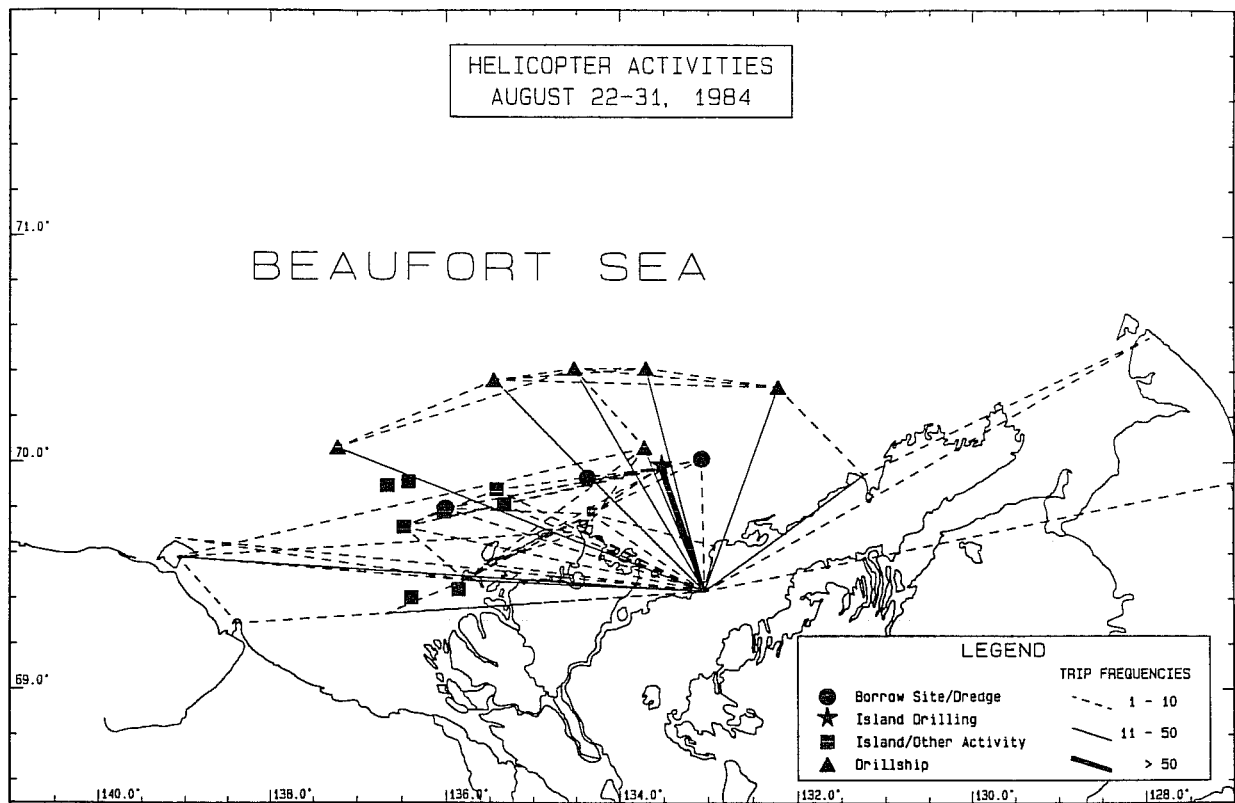 HELICOPTER ACTIVITIES
AUGUST 22-31, 1984
71.0°
BEAUFORT SEA
70.0°
69.0°
LEGEND
TRIP FREQUENCIES
Borrow Site/Dredge
1 - 10
Island Drilling
11 - 50
Island/Other Activity
> 50
Drillship
140.0° 138.0° 136.0° 134.0° 132.0° 130.0° 128.0°